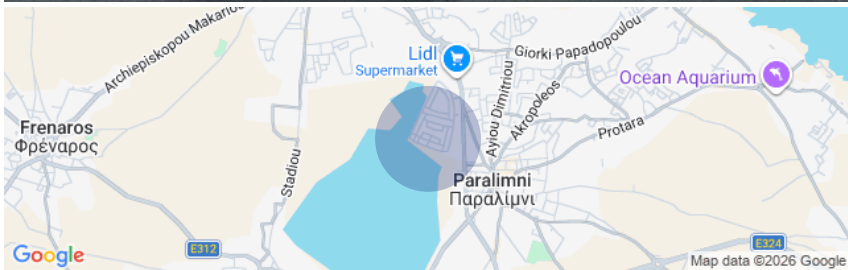 Archiepiskopou Makariou
Giorki Papadopoulou
Lidl
Supermarket
Ocean Aquarium
Ayiou Dimitriou
Akropoleos
Protara
Frenaros
Φρέναρος
Stadiou
Paralimni
Παραλίμνι
E312
E324
Google
Map data ©2026 Google